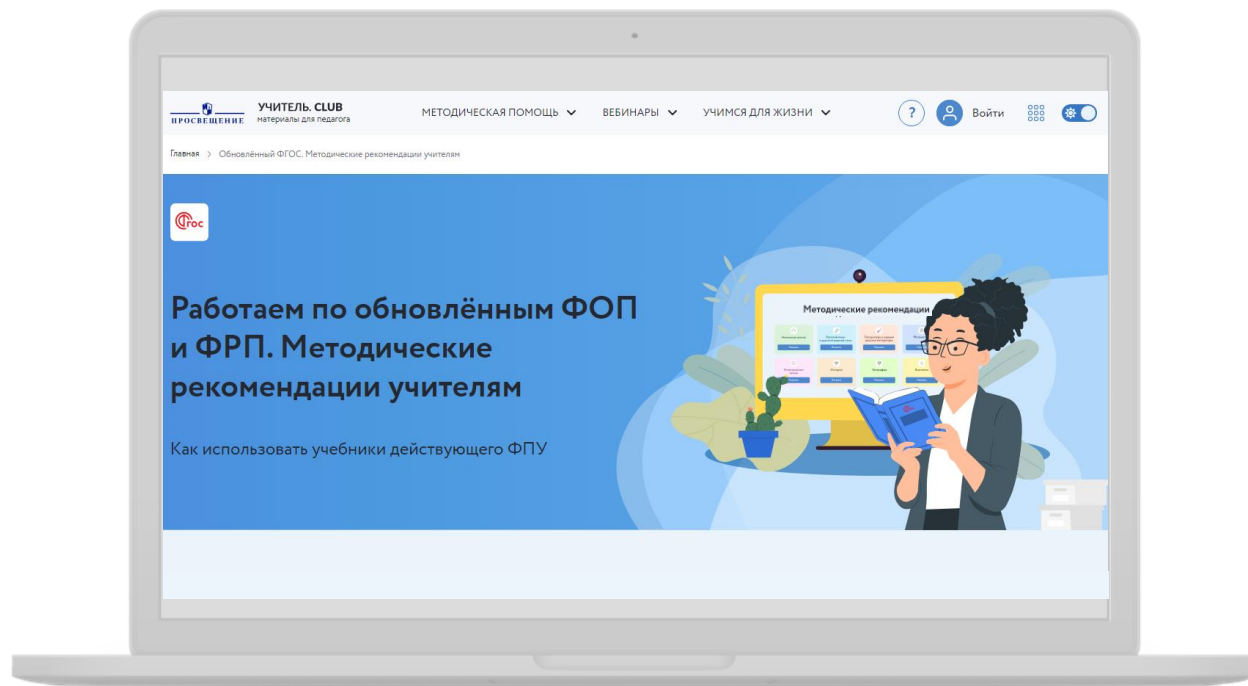 ПРОСВЕЩЕНИЕ
УЧИТЕЛЬ. CLUB
материалы для педагога
МЕТОДИЧЕСКАЯ ПОМОЩЬ
ВЕБИНАРЫ
УЧИМСЯ ДЛЯ ЖИЗНИ
?
Войти
Главная > Обновлённый ФГОС. Методические рекомендации учителям
Фгос
Работаем по обновлённым ФОП
и ФРП. Методические
рекомендации учителям
Как использовать учебники действующего ФПУ
Методические рекомендации